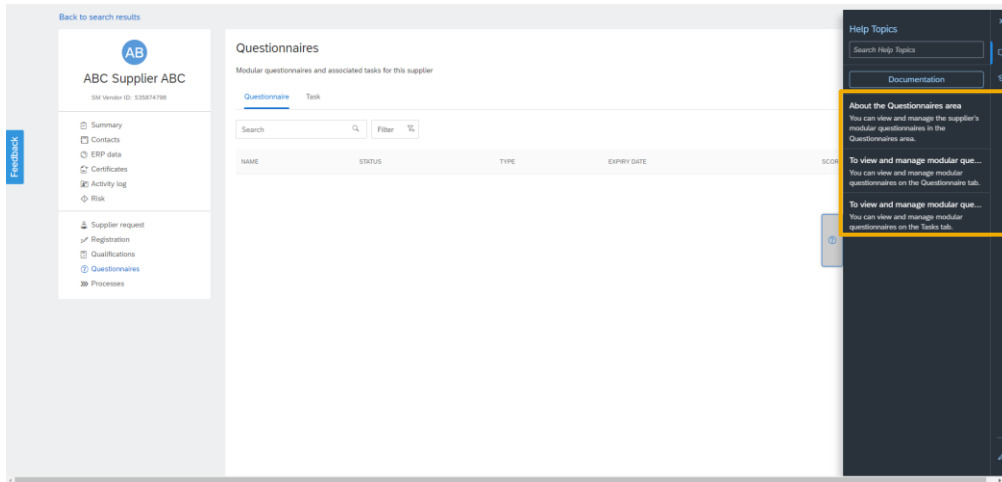 Back to search results
AB
ABC Supplier ABC
SM Vendor ID: S35874798
Summary
Contacts
ERP data
Certificates
Activity log
Risk
Supplier request
Registration
Qualifications
Questionnaires
Processes
Feedback
Questionnaires
Modular questionnaires and associated tasks for this supplier
Questionnaire Task
Search Filter
NAME STATUS TYPE EXPIRY DATE SCOR
Help Topics
Search Help Topics
Documentation
About the Questionnaires area
You can view and manage the supplier's
modular questionnaires in the
Questionnaires area.
To view and manage modular que...
You can view and manage modular
questionnaires on the Questionnaire tab.
To view and manage modular que...
You can view and manage modular
questionnaires on the Tasks tab.